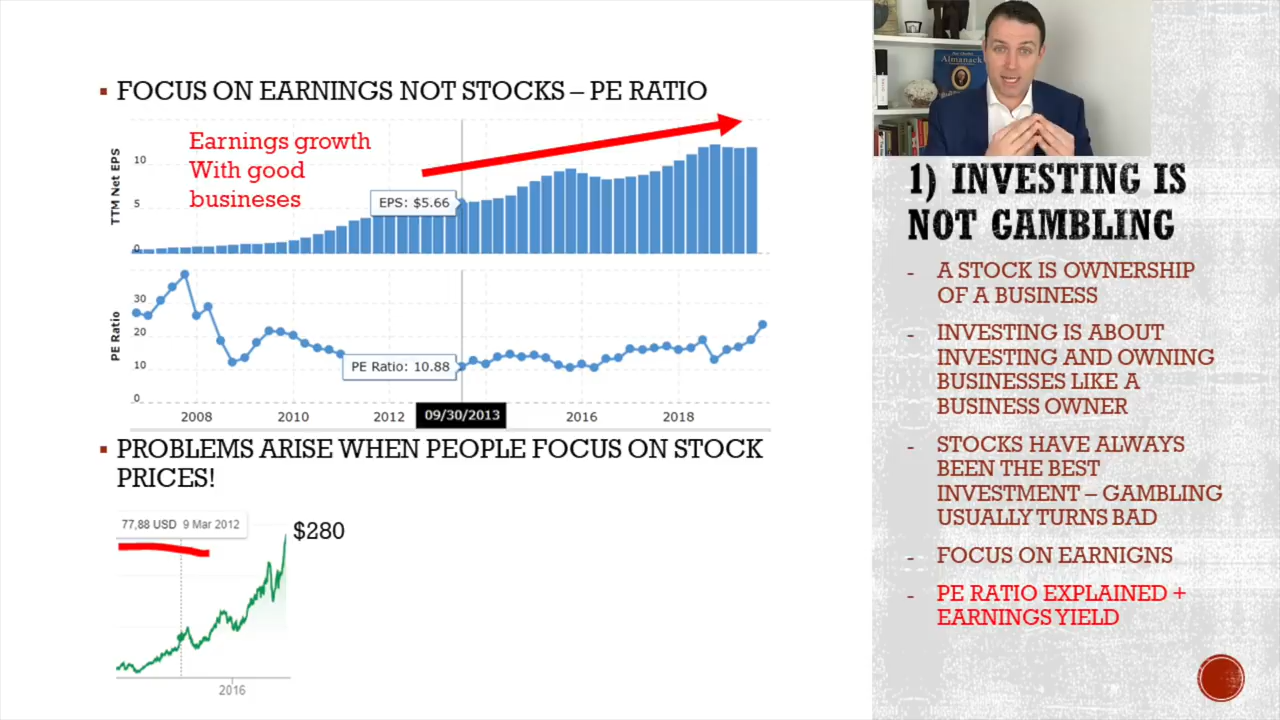 FOCUS ON EARNINGS NOT STOCKS – PE RATIO
Earnings growth
With good
busineses
TTM Net EPS
10
5
0
EPS: $5.66
PE Ratio
30
20
10
0
PE Ratio: 10.88
2008
2010
2012
09/30/2013
2016
2018
PROBLEMS ARISE WHEN PEOPLE FOCUS ON STOCK
PRICES!
77,88 USD 9 Mar 2012
$280
2016
Almanack
1) INVESTING IS
NOT GAMBLING
- A STOCK IS OWNERSHIP
OF A BUSINESS
- INVESTING IS ABOUT
INVESTING AND OWNING
BUSINESSES LIKE A
BUSINESS OWNER
- STOCKS HAVE ALWAYS
BEEN THE BEST
INVESTMENT – GAMBLING
USUALLY TURNS BAD
- FOCUS ON EARNIGNS
- PE RATIO EXPLAINED +
EARNINGS YIELD